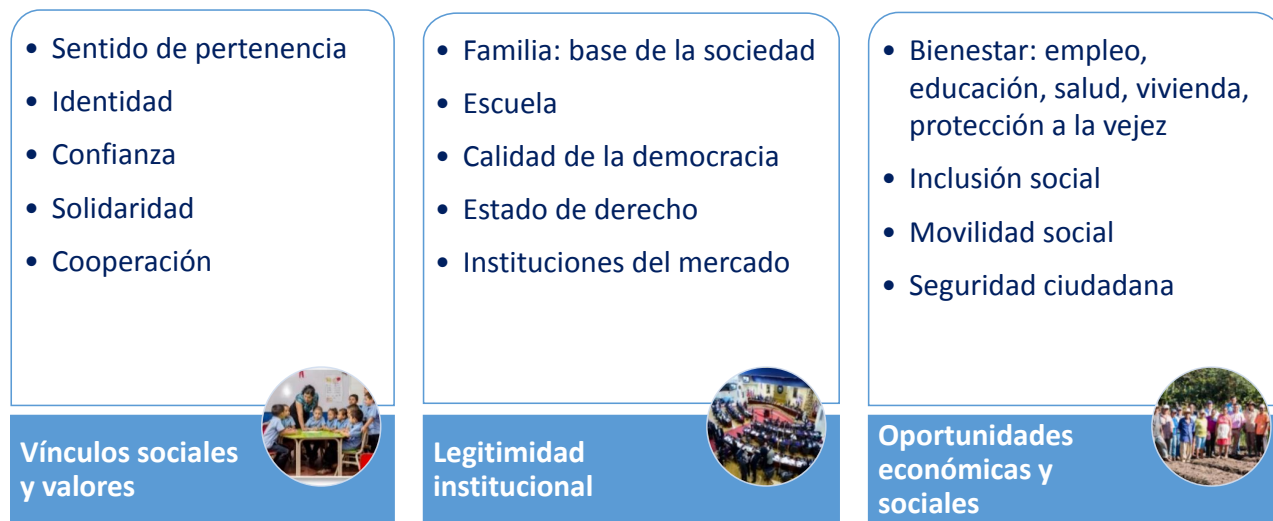 • Sentido de pertenencia
• Identidad
• Confianza
• Solidaridad
• Cooperación
Vínculos sociales
y valores
• Familia: base de la sociedad
• Escuela
• Calidad de la democracia
• Estado de derecho
• Instituciones del mercado
Legitimidad
institucional
• Bienestar: empleo,
educación, salud, vivienda,
protección a la vejez
• Inclusión social
• Movilidad social
• Seguridad ciudadana
Oportunidades
económicas y
sociales